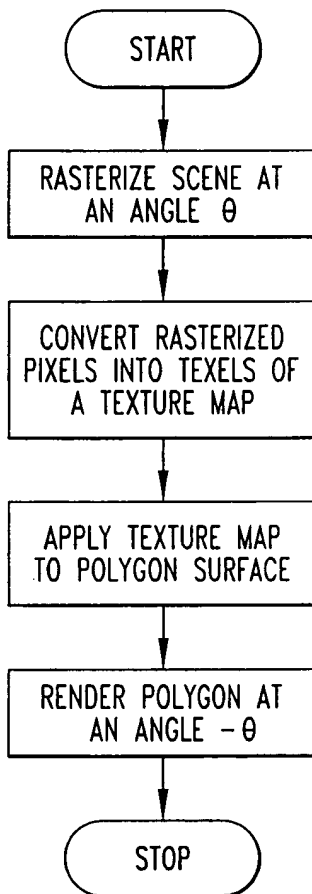 START
RASTERIZE SCENE AT
AN ANGLE θ
CONVERT RASTERIZED
PIXELS INTO TEXELS OF
A TEXTURE MAP
APPLY TEXTURE MAP
TO POLYGON SURFACE
RENDER POLYGON AT
AN ANGLE -θ
STOP